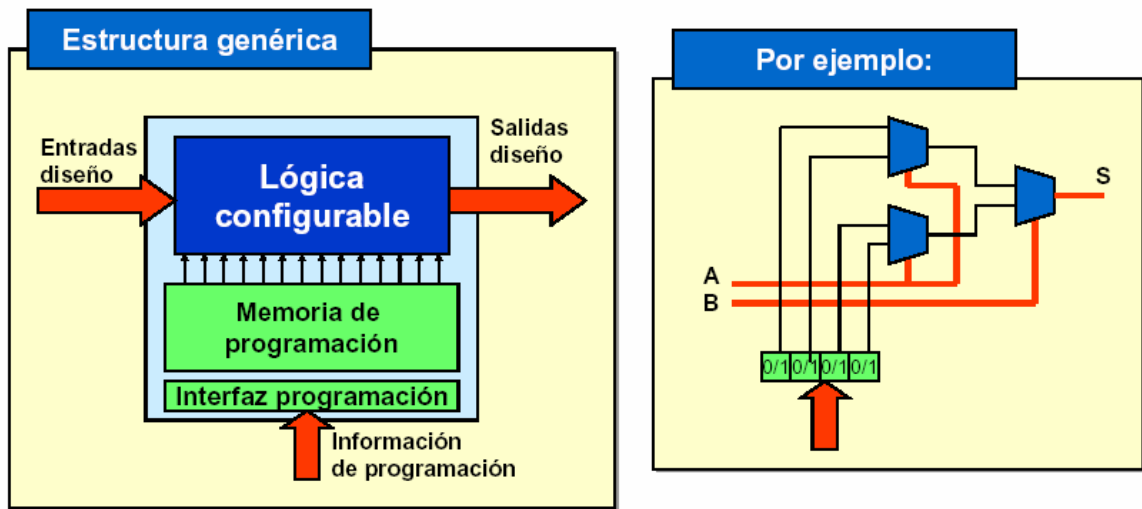 Estructura genérica
Entradas
diseño
Lógica
configurable
Salidas
diseño
Memoria de
programación
Interfaz programación
Información
de programación
Por ejemplo:
S
A
B
0/1 0/1 0/1 0/1